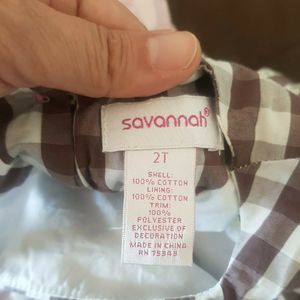 savannah®
2T
SHELL:
100% COTTON
LINING:
100% COTTON
TRIM:
100%
POLYESTER
EXCLUSIVE OF
DECORATION
MADE IN CHINA
RN 75349